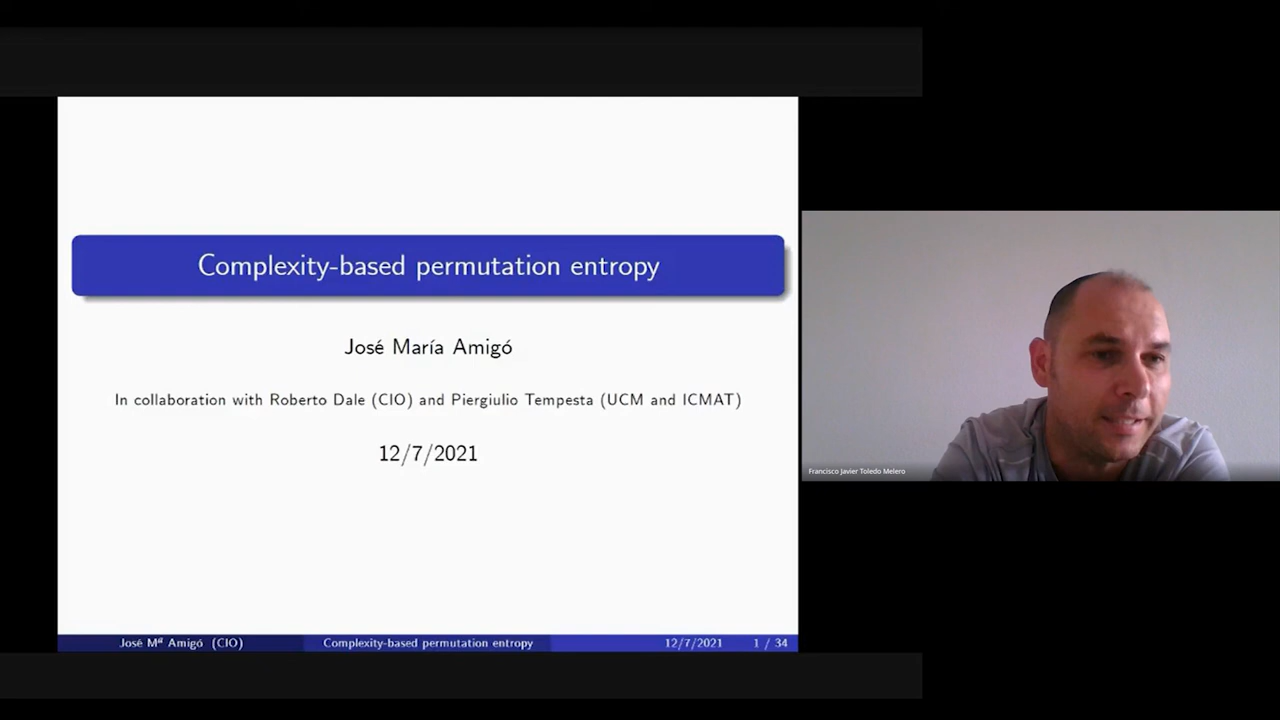 Complexity-based permutation entropy
José María Amigó
In collaboration with Roberto Dale (CIO) and Piergiulio Tempesta (UCM and ICMAT)
12/7/2021
José Mª Amigó (CIO)
Complexity-based permutation entropy
12/7/2021
1 / 34
Francisco Javier Toledo Melero